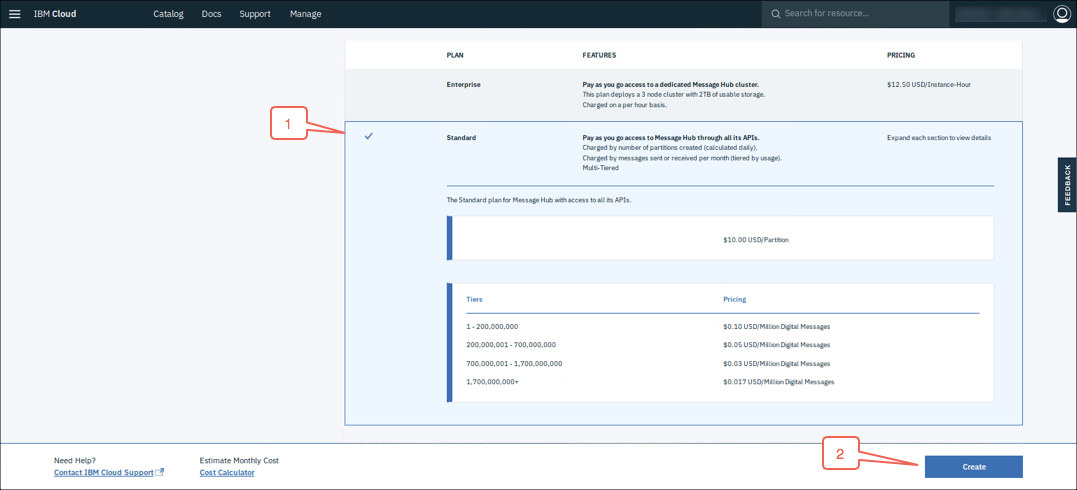 IBM Cloud Catalog Docs Support Manage Search for resource...
PLAN FEATURES PRICING
Enterprise Pay as you go access to a dedicated Message Hub cluster. $12.50 USD/Instance-Hour
This plan deploys a 3 node cluster with 2TB of usable storage.
Charged on a per hour basis.
1
Standard Pay as you go access to Message Hub through all its APIs. Expand each section to view details
Charged by number of partitions created (calculated daily).
Charged by messages sent or received per month (tiered by usage).
Multi-Tiered
FEEDBACK
The Standard plan for Message Hub with access to all its APIs.
$10.00 USD/Partition
Tiers Pricing
1 - 200,000,000 $0.10 USD/Million Digital Messages
200,000,001 - 700,000,000 $0.05 USD/Million Digital Messages
700,000,001 - 1,700,000,000 $0.03 USD/Million Digital Messages
1,700,000,000+ $0.017 USD/Million Digital Messages
2
Need Help? Estimate Monthly Cost
Contact IBM Cloud Support Cost Calculator Create